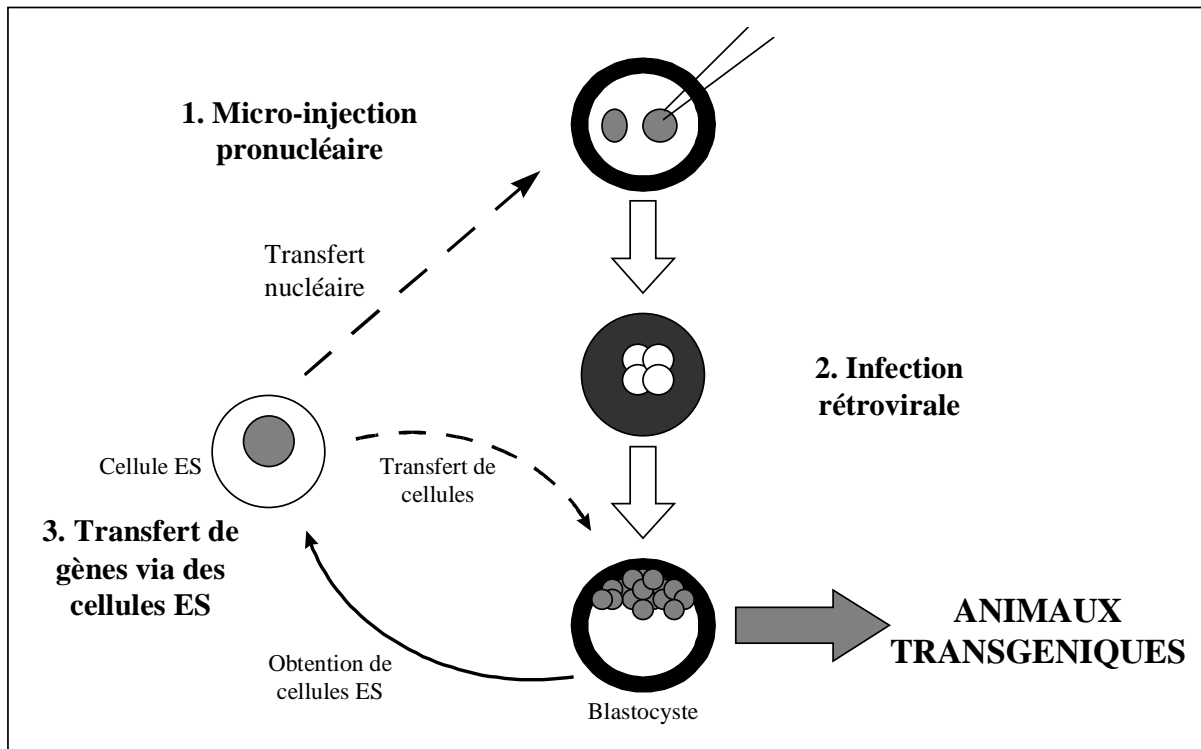 1. Micro-injection
pronucléaire
Transfert
nucléaire
2. Infection
rétrovirale
Cellule ES
Transfert de
cellules
3. Transfert de
gènes via des
cellules ES
ANIMAUX
TRANSGENIQUES
Obtention de
cellules ES
Blastocyste